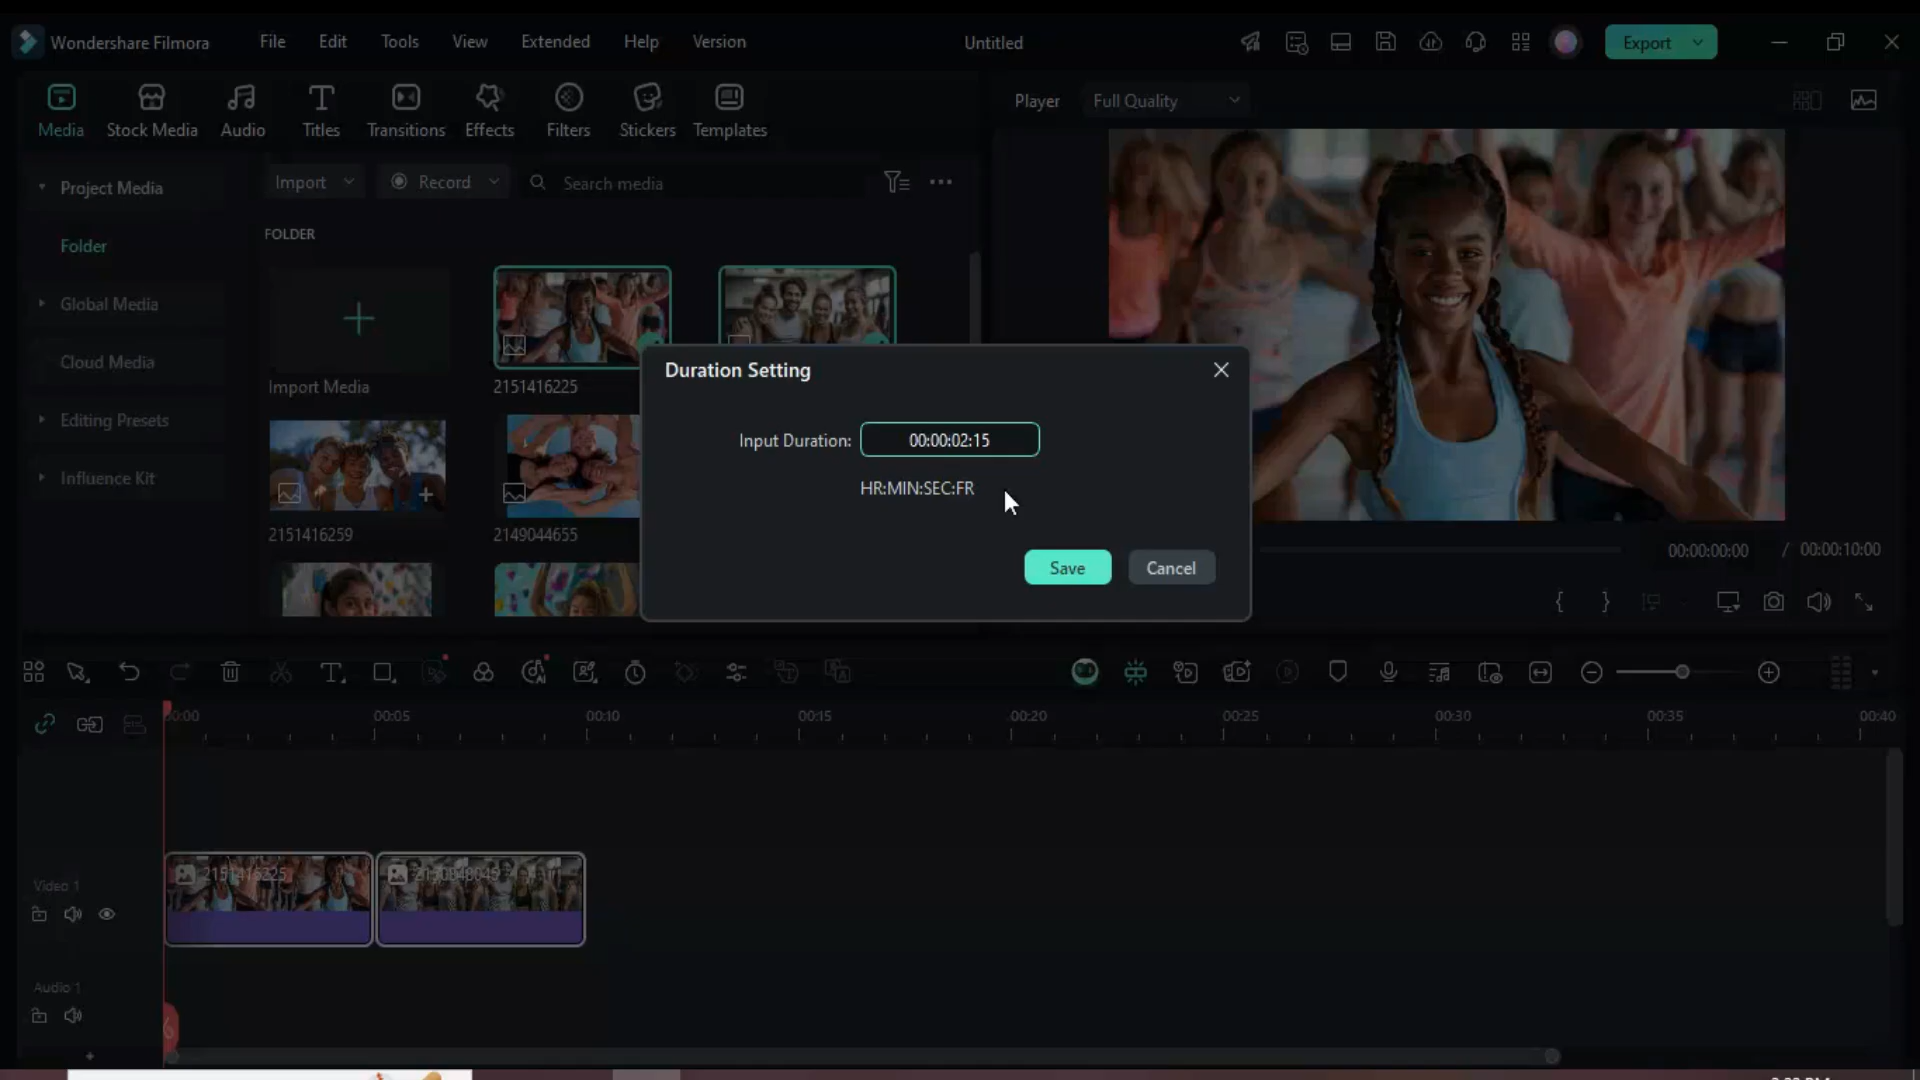 Wondershare Filmora File Edit Tools View Extended Help Version Untitled Export
Media Stock Media Audio Titles Transitions Effects Filters Stickers Templates
Player Full Quality
Project Media
Folder
Global Media
Cloud Media
Editing Presets
Influence Kit
Import Record Search media
FOLDER
Import Media 2151416225
2151416259 2149044655
Duration Setting
Input Duration: 00:00:02:15
HR:MIN:SEC:FR
Save Cancel
00:00:00:00 / 00:00:10:00
00:00 00:05 00:10 00:15 00:20 00:25 00:30 00:35 00:40
2151416225
Video 1
Audio 1